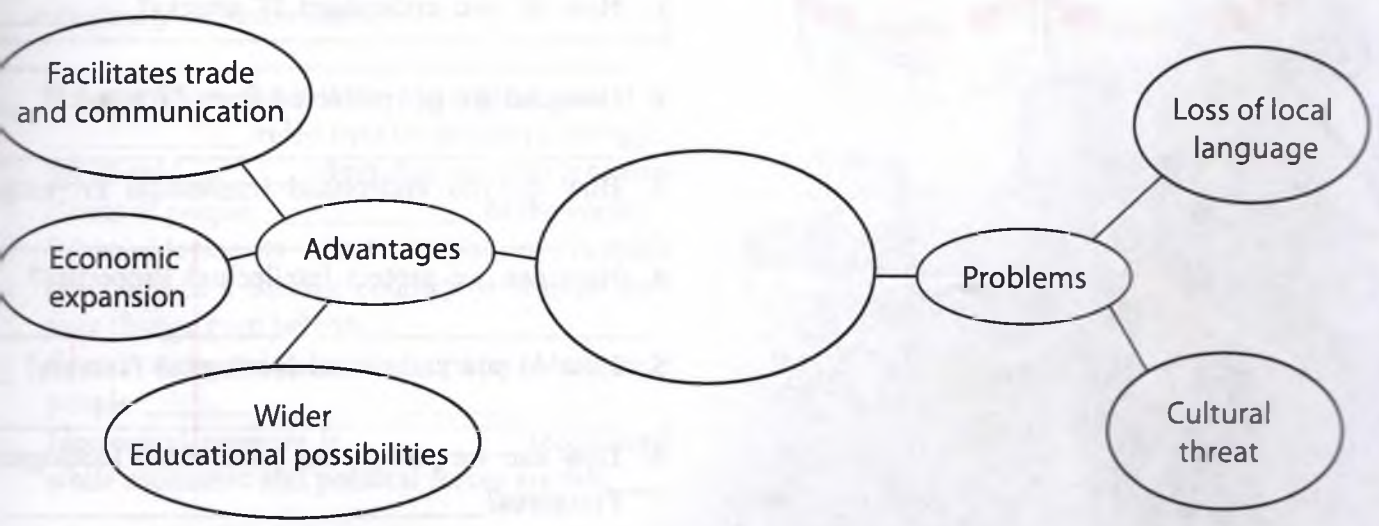 Facilitates trade
and communication
Economic
expansion
Advantages
Wider
Educational possibilities
Problems
Loss of local
language
Cultural
threat